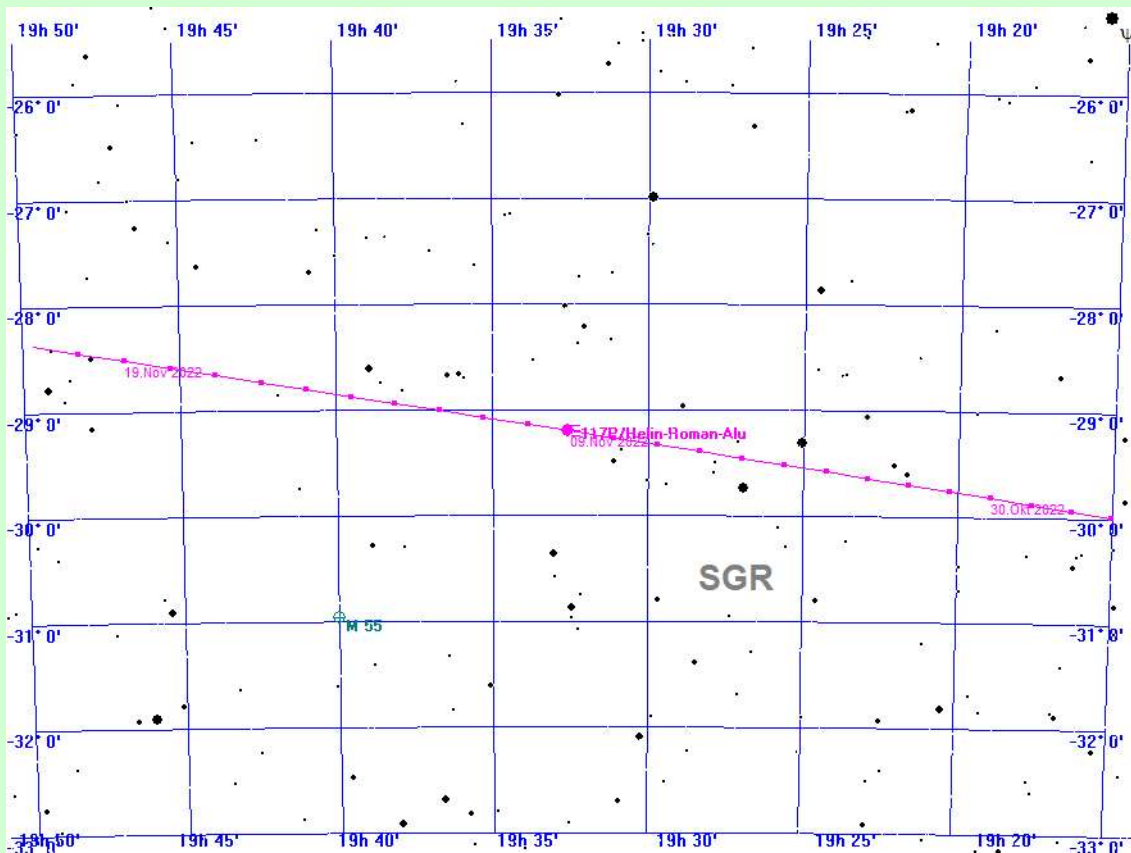 19h 50' 19h 45' 19h 40' 19h 35' 19h 30' 19h 25' 19h 20'
ψ
-26° 0' -26° 0'
-27° 0' -27° 0'
-28° 0' -28° 0'
19.Nov 2022
-29° 0' -29° 0'
117P/Helin-Roman-Alu
09.Nov 2022
30.Okt 2022
-30° 0' -30° 0'
SGR
M 55
-31° 0' -31° 0'
-32° 0' -32° 0'
19h 50' 19h 45' 19h 40' 19h 35' 19h 30' 19h 25' 19h 20'
-33° 0' -33° 0'